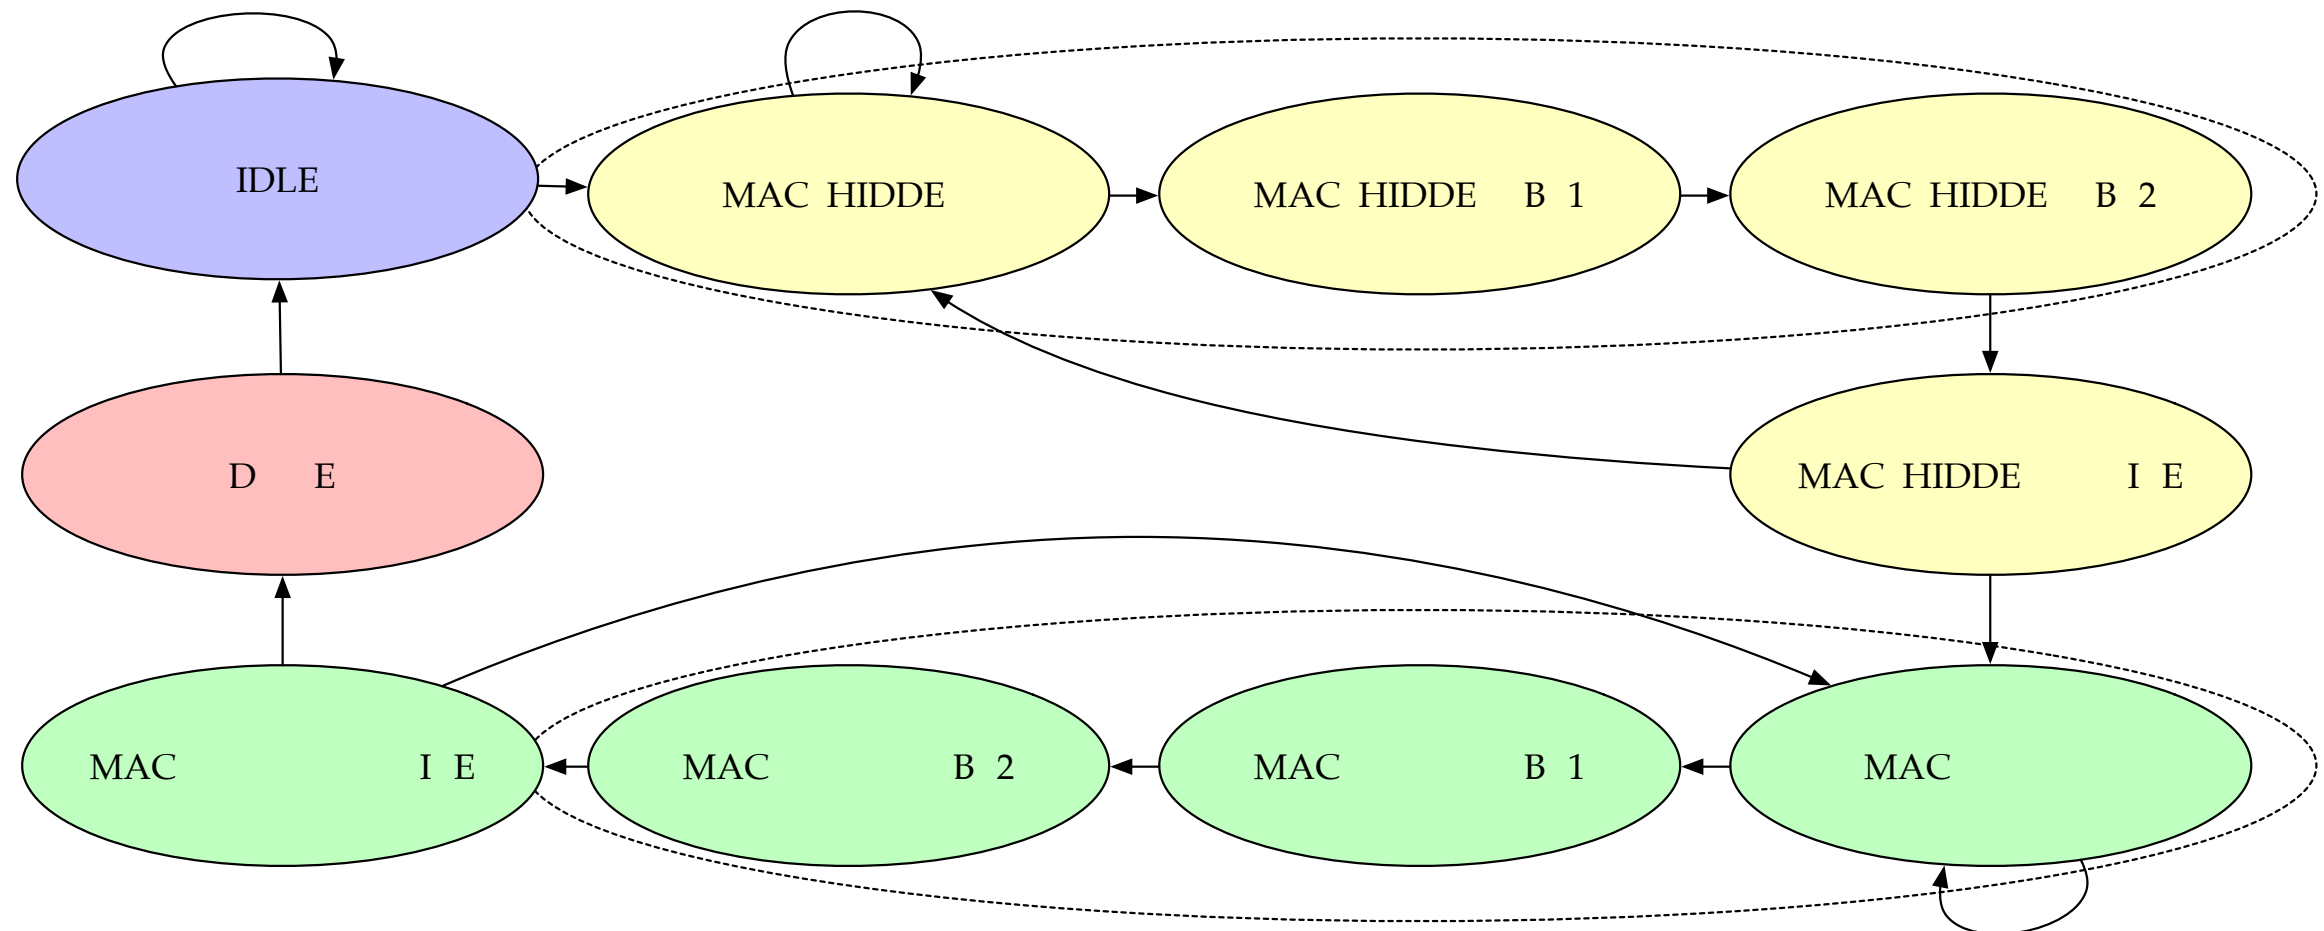 IDLE
MAC HIDDE
MAC HIDDE B 1
MAC HIDDE B 2
D E
MAC HIDDE I E
MAC I E
MAC B 2
MAC B 1
MAC